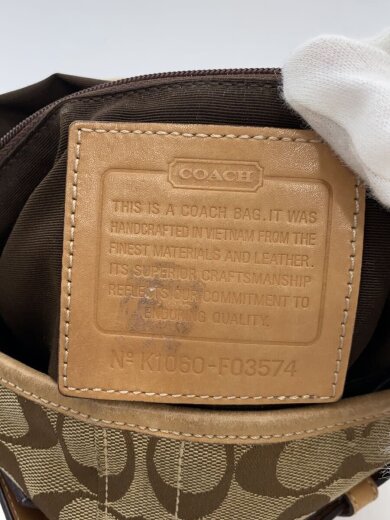 COACH
THIS IS A COACH BAG. IT WAS
HANDCRAFTED IN VIETNAM FROM THE
FINEST MATERIALS AND LEATHER.
ITS SUPERIOR CRAFTSMANSHIP
REFLECTS OUR COMMITMENT TO
ENDURING QUALITY.
Nº K1060-F03574